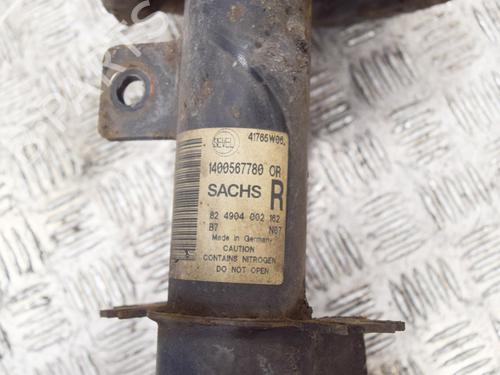 SEVEL
41765W06.
1400567780 OR
SACHS R
82 4904 002 162
B7 N67
Made in Germany
CAUTION
CONTAINS NITROGEN
DO NOT OPEN